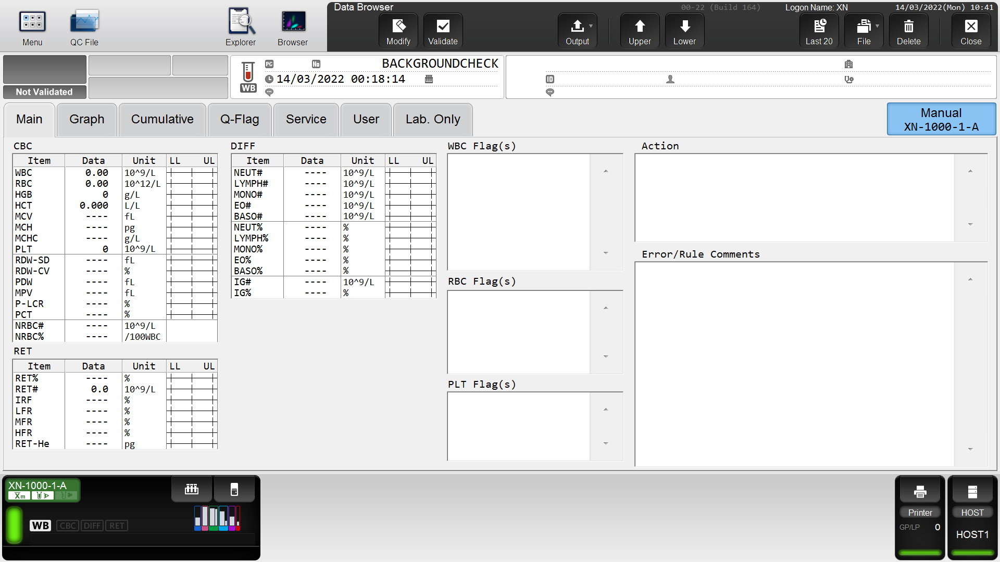 Menu
QC File
Explorer
Browser
Data Browser
00-22 (Build 164)
Logon Name: XN
14/03/2022(Mon) 10:41
Modify
Validate
Output
Upper
Lower
Last 20
File
Delete
Close
Not Validated
WB
PC
No
BACKGROUNDCHECK
14/03/2022 00:18:14
ID
Main
Graph
Cumulative
Q-Flag
Service
User
Lab. Only
Manual
XN-1000-1-A
CBC
Item Data Unit LL UL
WBC 0.00 10^9/L
RBC 0.00 10^12/L
HGB 0 g/L
HCT 0.000 L/L
MCV ---- fL
MCH ---- pg
MCHC ---- g/L
PLT 0 10^9/L
RDW-SD ---- fL
RDW-CV ---- %
PDW ---- fL
MPV ---- fL
P-LCR ---- %
PCT ---- %
NRBC# ---- 10^9/L
NRBC% ---- /100WBC
RET
Item Data Unit LL UL
RET% ---- %
RET# 0.0 10^9/L
IRF ---- %
LFR ---- %
MFR ---- %
HFR ---- %
RET-He ---- pg
DIFF
Item Data Unit LL UL
NEUT# ---- 10^9/L
LYMPH# ---- 10^9/L
MONO# ---- 10^9/L
EO# ---- 10^9/L
BASO# ---- 10^9/L
NEUT% ---- %
LYMPH% ---- %
MONO% ---- %
EO% ---- %
BASO% ---- %
IG# ---- 10^9/L
IG% ---- %
WBC Flag(s)
RBC Flag(s)
PLT Flag(s)
Action
Error/Rule Comments
XN-1000-1-A
Xm
WB CBC DIFF RET
Printer
GP/LP 0
HOST
HOST1